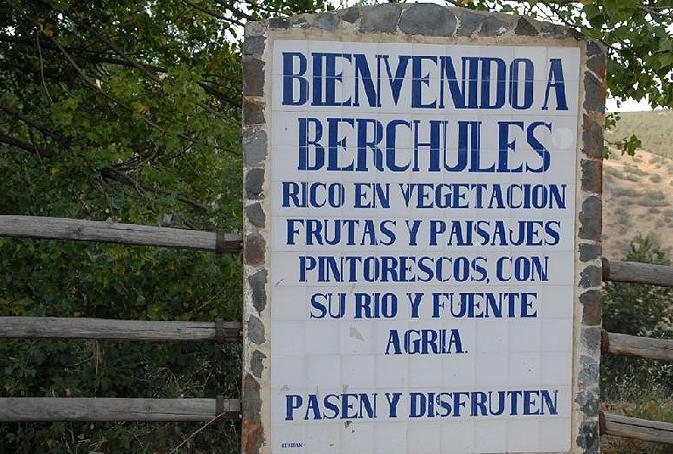 BIENVENIDO A
BERCHULES
RICO EN VEGETACION
FRUTAS Y PAISAJES
PINTORESCOS, CON
SU RIO Y FUENTE
AGRIA.
PASEN Y DISFRUTEN